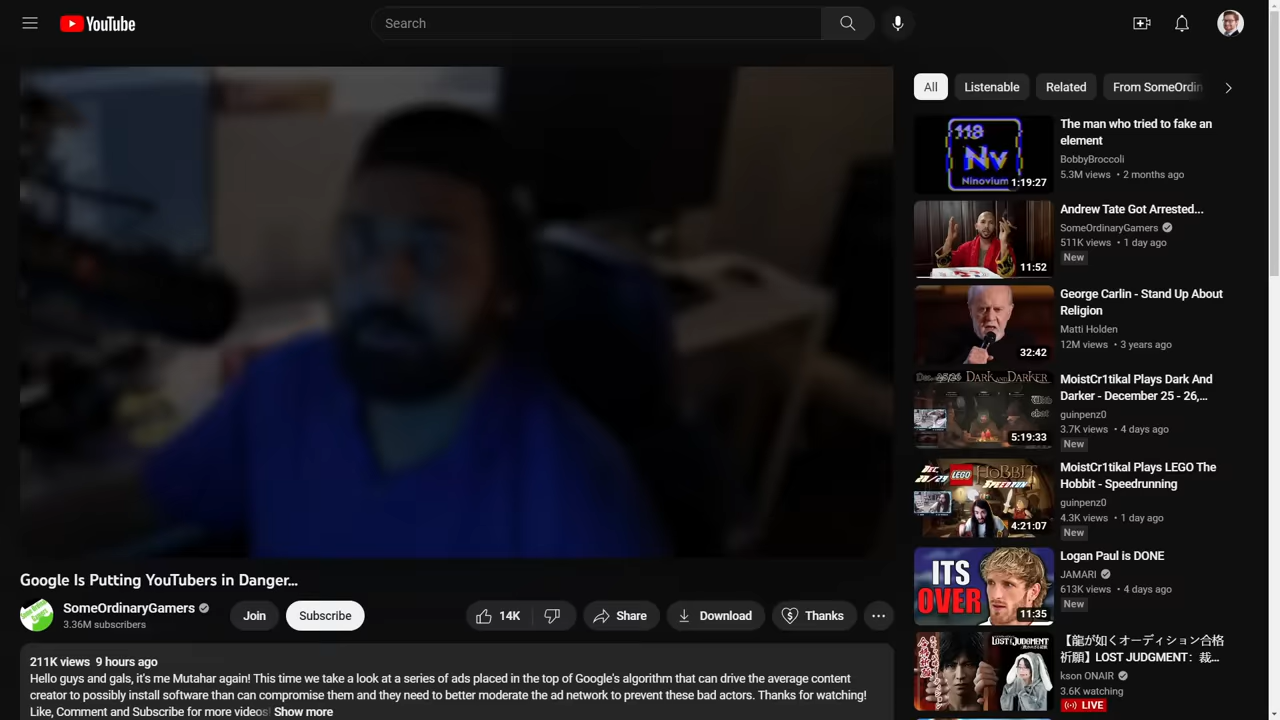 YouTube
Search
All
Listenable
Related
From SomeOrdin
118
Nv
Ninovium
1:19:27
The man who tried to fake an
element
BobbyBroccoli
5.3M views • 2 months ago
11:52
Andrew Tate Got Arrested...
SomeOrdinaryGamers
511K views • 1 day ago
New
32:42
George Carlin - Stand Up About
Religion
Matti Holden
12M views • 3 years ago
DARK AND DARKER
5:19:33
MoistCr1tikal Plays Dark And
Darker - December 25 - 26,...
guinpenz0
3.7K views • 4 days ago
New
LEGO
HOBBIT
4:21:07
MoistCr1tikal Plays LEGO The
Hobbit - Speedrunning
guinpenz0
4.3K views • 1 day ago
New
ITS
OVER
11:35
Logan Paul is DONE
JAMARI
613K views • 4 days ago
New
LOST JUDGMENT
【龍が如くオーディション合格
祈願】LOST JUDGMENT：裁...
kson ONAIR
3.6K watching
LIVE
Google Is Putting YouTubers in Danger...
SomeOrdinaryGamers
3.36M subscribers
Join
Subscribe
14K
Share
Download
Thanks
211K views 9 hours ago
Hello guys and gals, it's me Mutahar again! This time we take a look at a series of ads placed in the top of Google's algorithm that can drive the average content
creator to possibly install software than can compromise them and they need to better moderate the ad network to prevent these bad actors. Thanks for watching!
Like, Comment and Subscribe for more videos! Show more